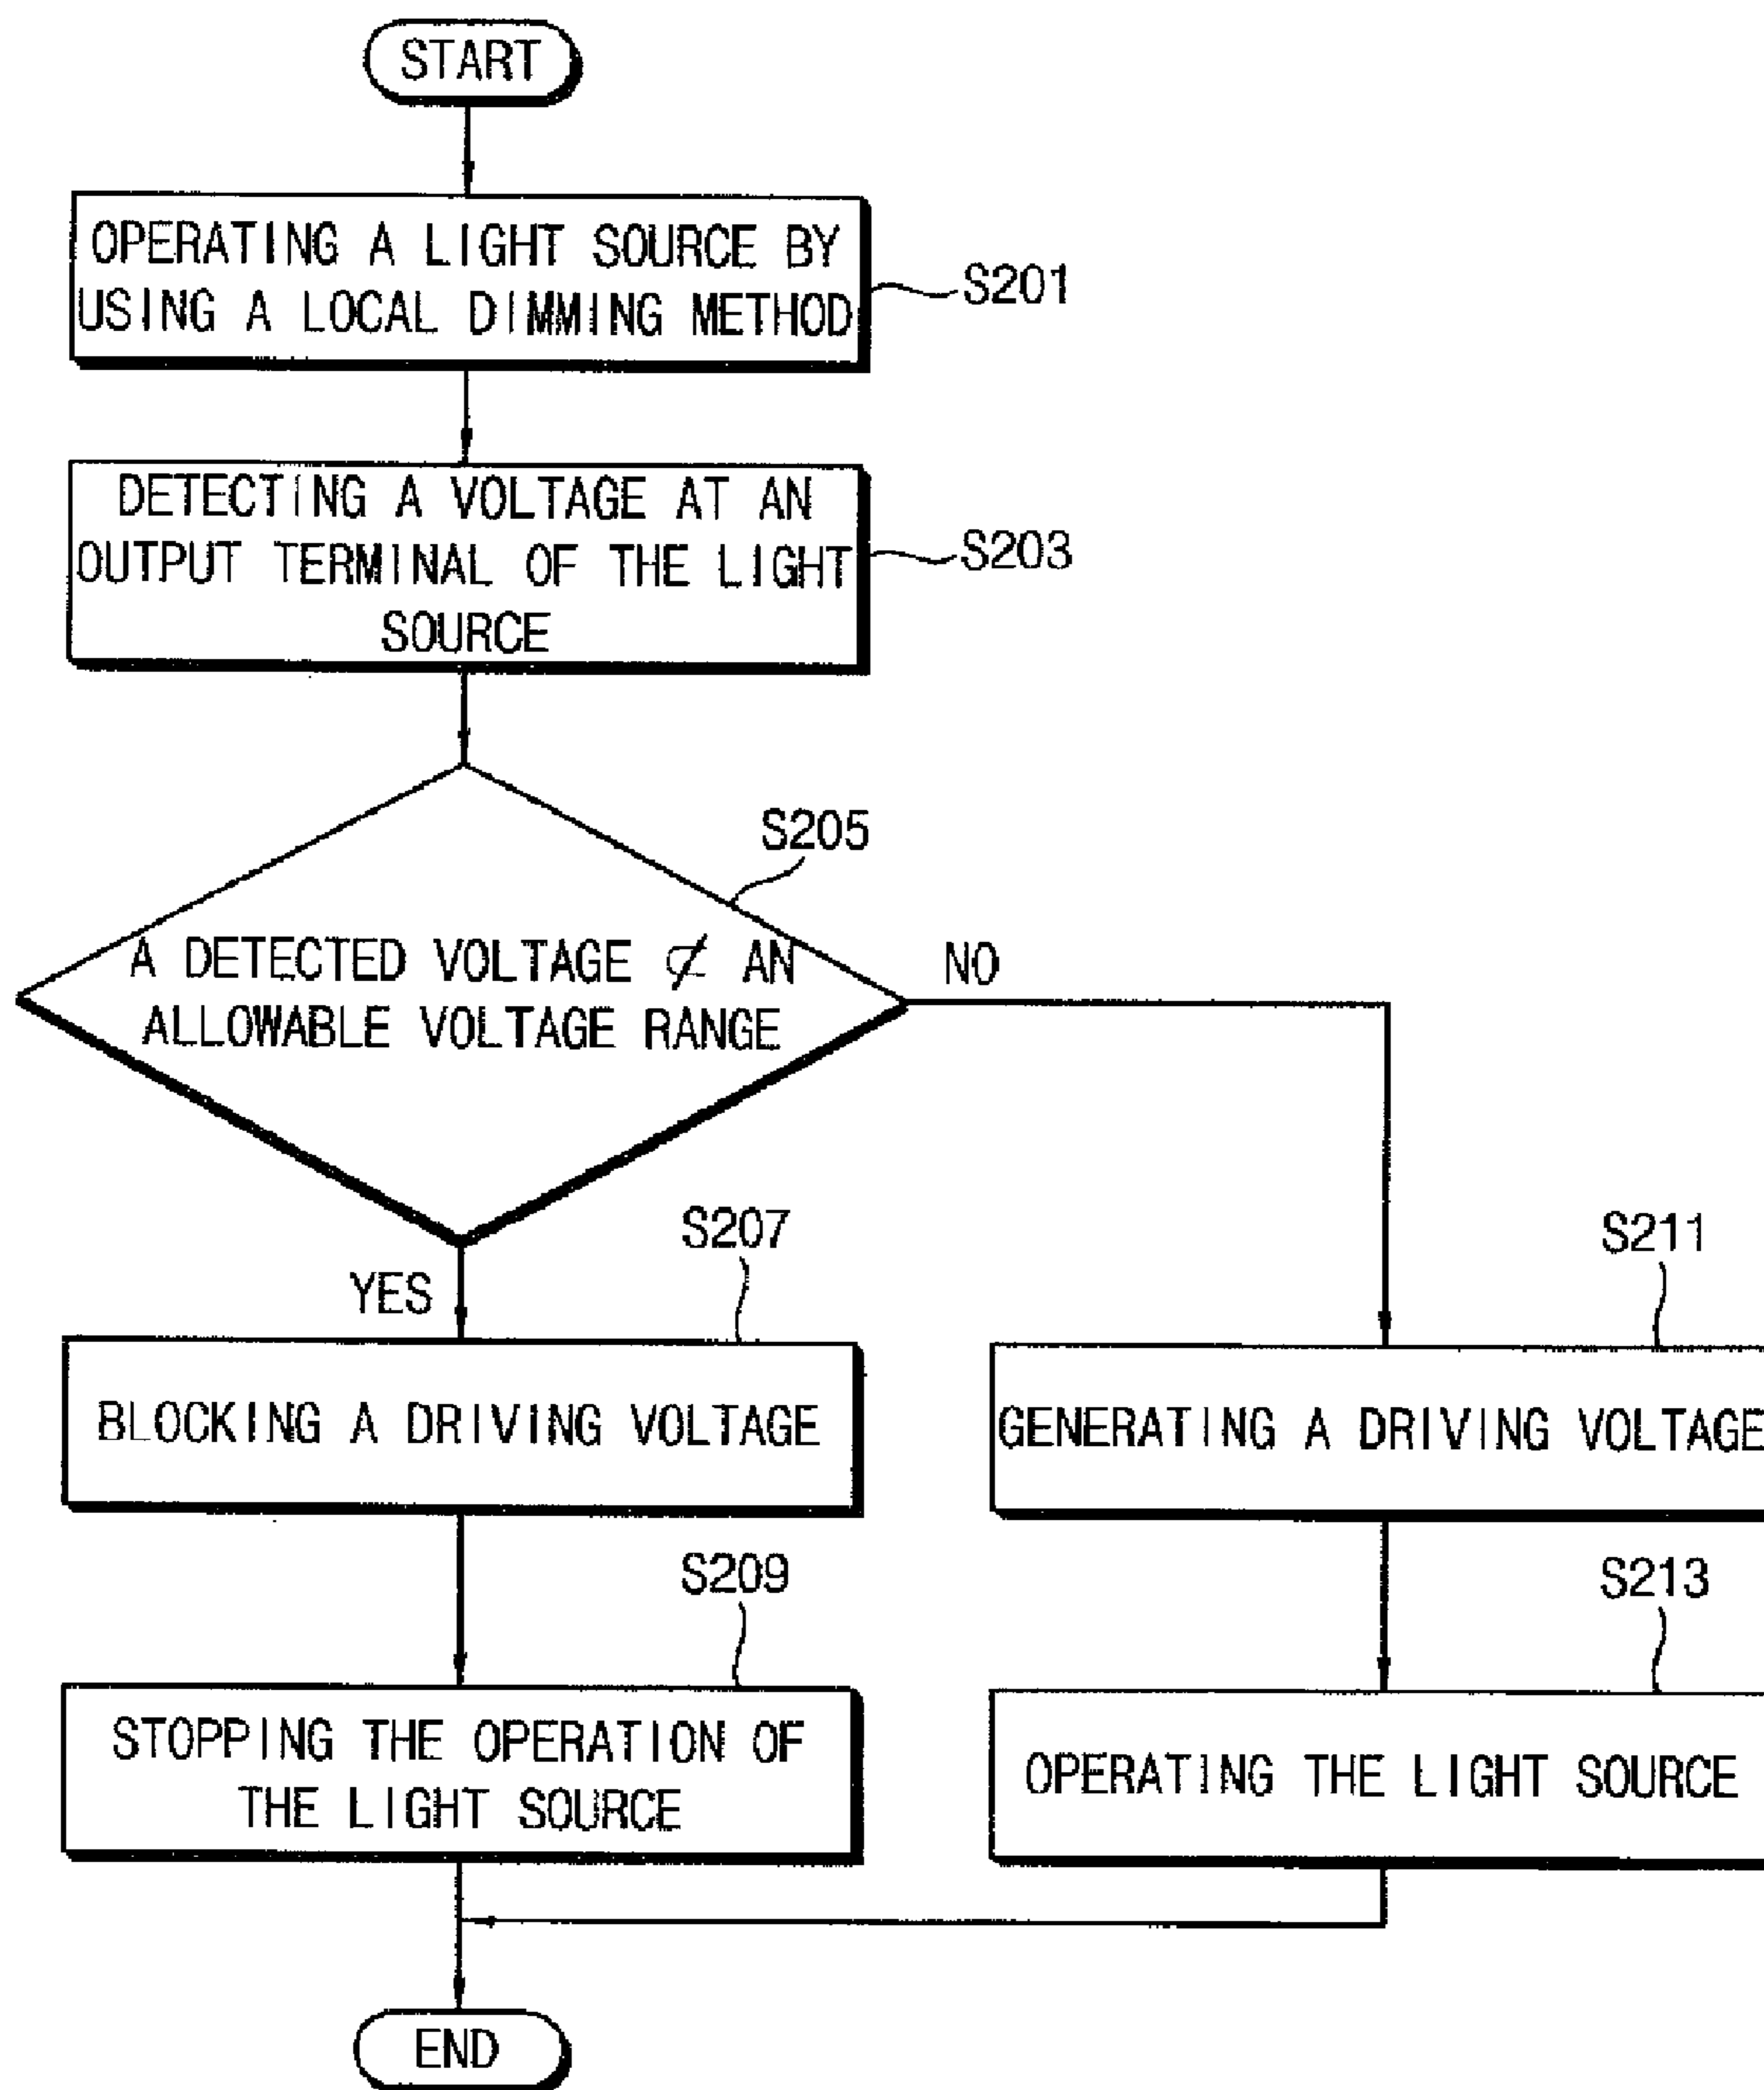 START
OPERATING A LIGHT SOURCE BY
USING A LOCAL DIMMING METHOD
S201
DETECTING A VOLTAGE AT AN
OUTPUT TERMINAL OF THE LIGHT
SOURCE
S203
S205
A DETECTED VOLTAGE ⊄ AN
ALLOWABLE VOLTAGE RANGE
NO
YES
S207
BLOCKING A DRIVING VOLTAGE
S211
GENERATING A DRIVING VOLTAGE
S209
STOPPING THE OPERATION OF
THE LIGHT SOURCE
S213
OPERATING THE LIGHT SOURCE
END